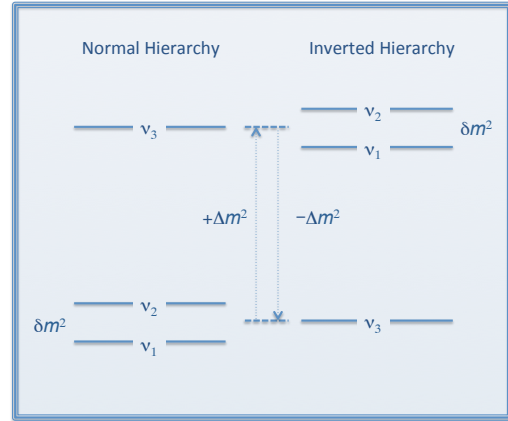 Normal Hierarchy Inverted Hierarchy
ν₂
ν₃ δm²
ν₁
+Δm² −Δm²
ν₂
δm² ν₃
ν₁